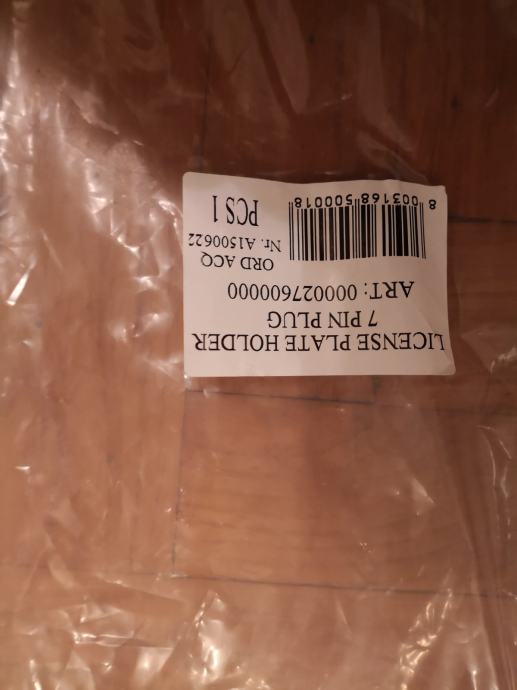 LICENSE PLATE HOLDER
7 PIN PLUG
ART: 000027600000
ORD ACQ
Nr. A1500622
PCS 1
8 003168 500018